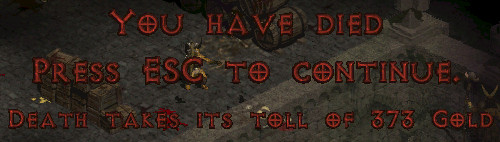 You have died
Press ESC to continue.
Death takes its toll of 373 Gold